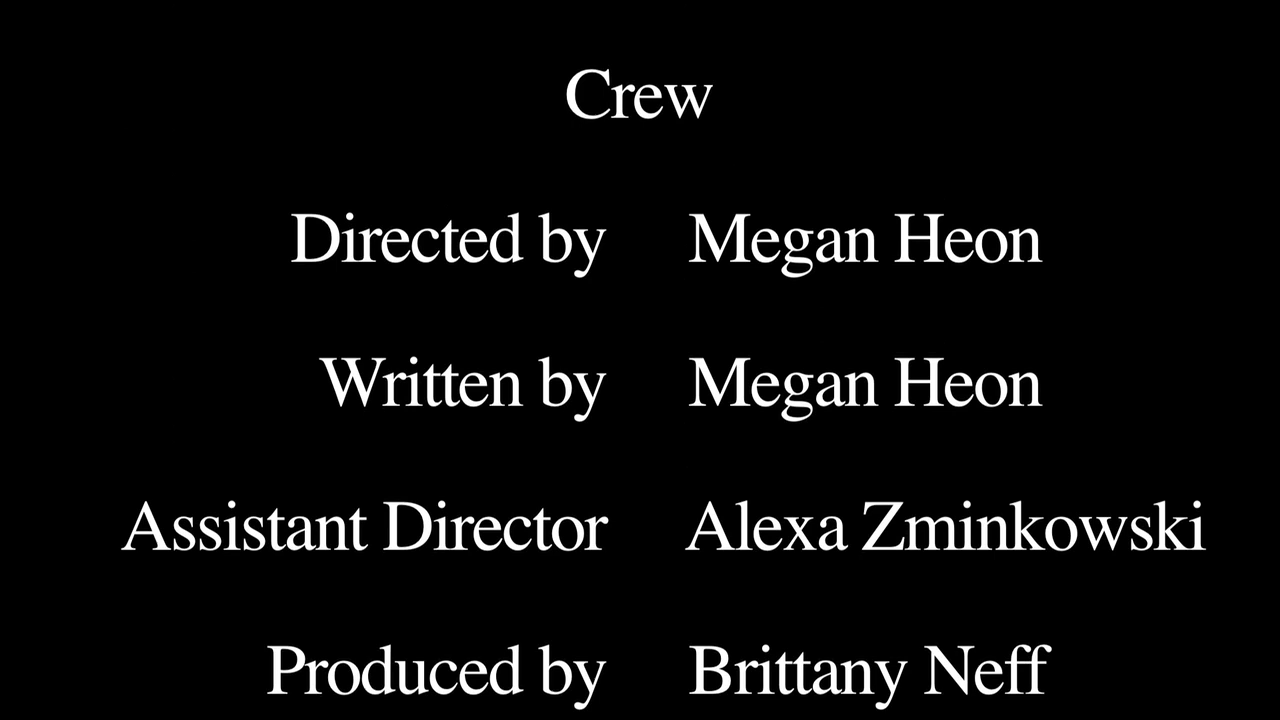 Crew
Directed by Megan Heon
Written by Megan Heon
Assistant Director Alexa Zminkowski
Produced by Brittany Neff